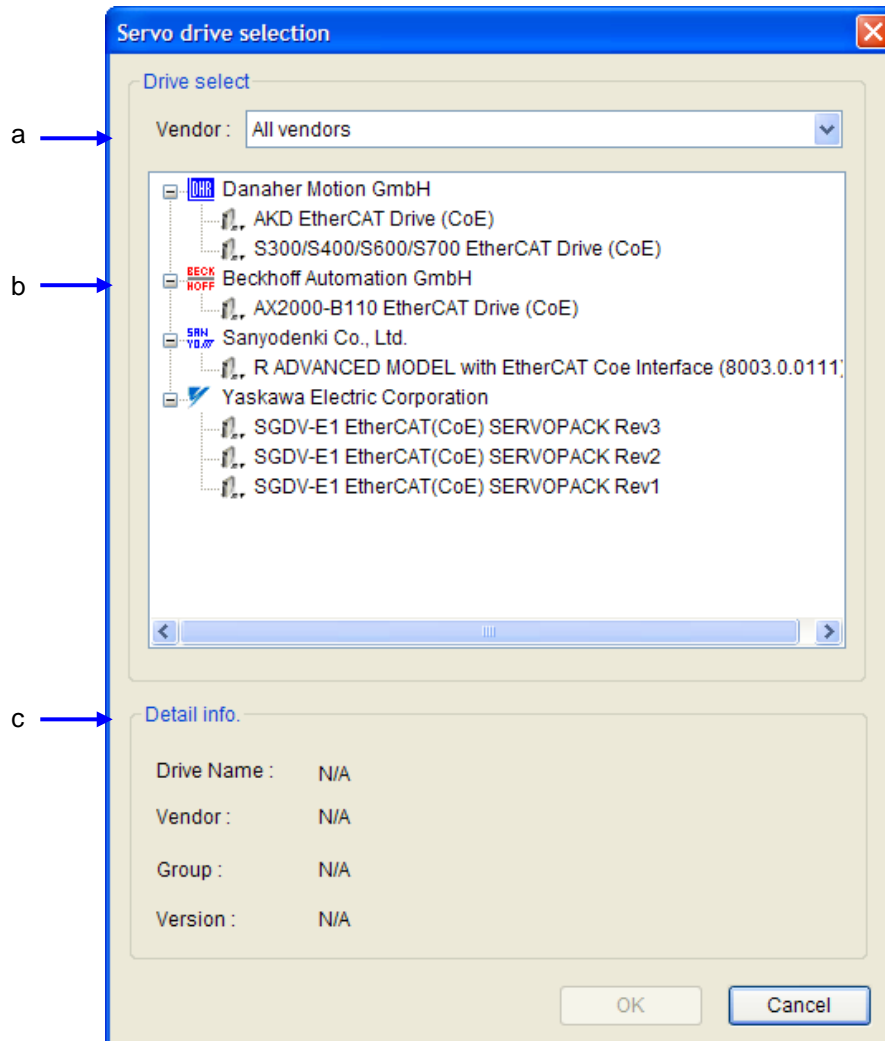 Servo drive selection
Drive select
a
Vendor : All vendors
DHR Danaher Motion GmbH
AKD EtherCAT Drive (CoE)
S300/S400/S600/S700 EtherCAT Drive (CoE)
b
BECK
HOFF
Beckhoff Automation GmbH
AX2000-B110 EtherCAT Drive (CoE)
SAN
YO
Sanyodenki Co., Ltd.
R ADVANCED MODEL with EtherCAT Coe Interface (8003.0.0111)
Yaskawa Electric Corporation
SGDV-E1 EtherCAT(CoE) SERVOPACK Rev3
SGDV-E1 EtherCAT(CoE) SERVOPACK Rev2
SGDV-E1 EtherCAT(CoE) SERVOPACK Rev1
c
Detail info.
Drive Name : N/A
Vendor : N/A
Group : N/A
Version : N/A
OK Cancel